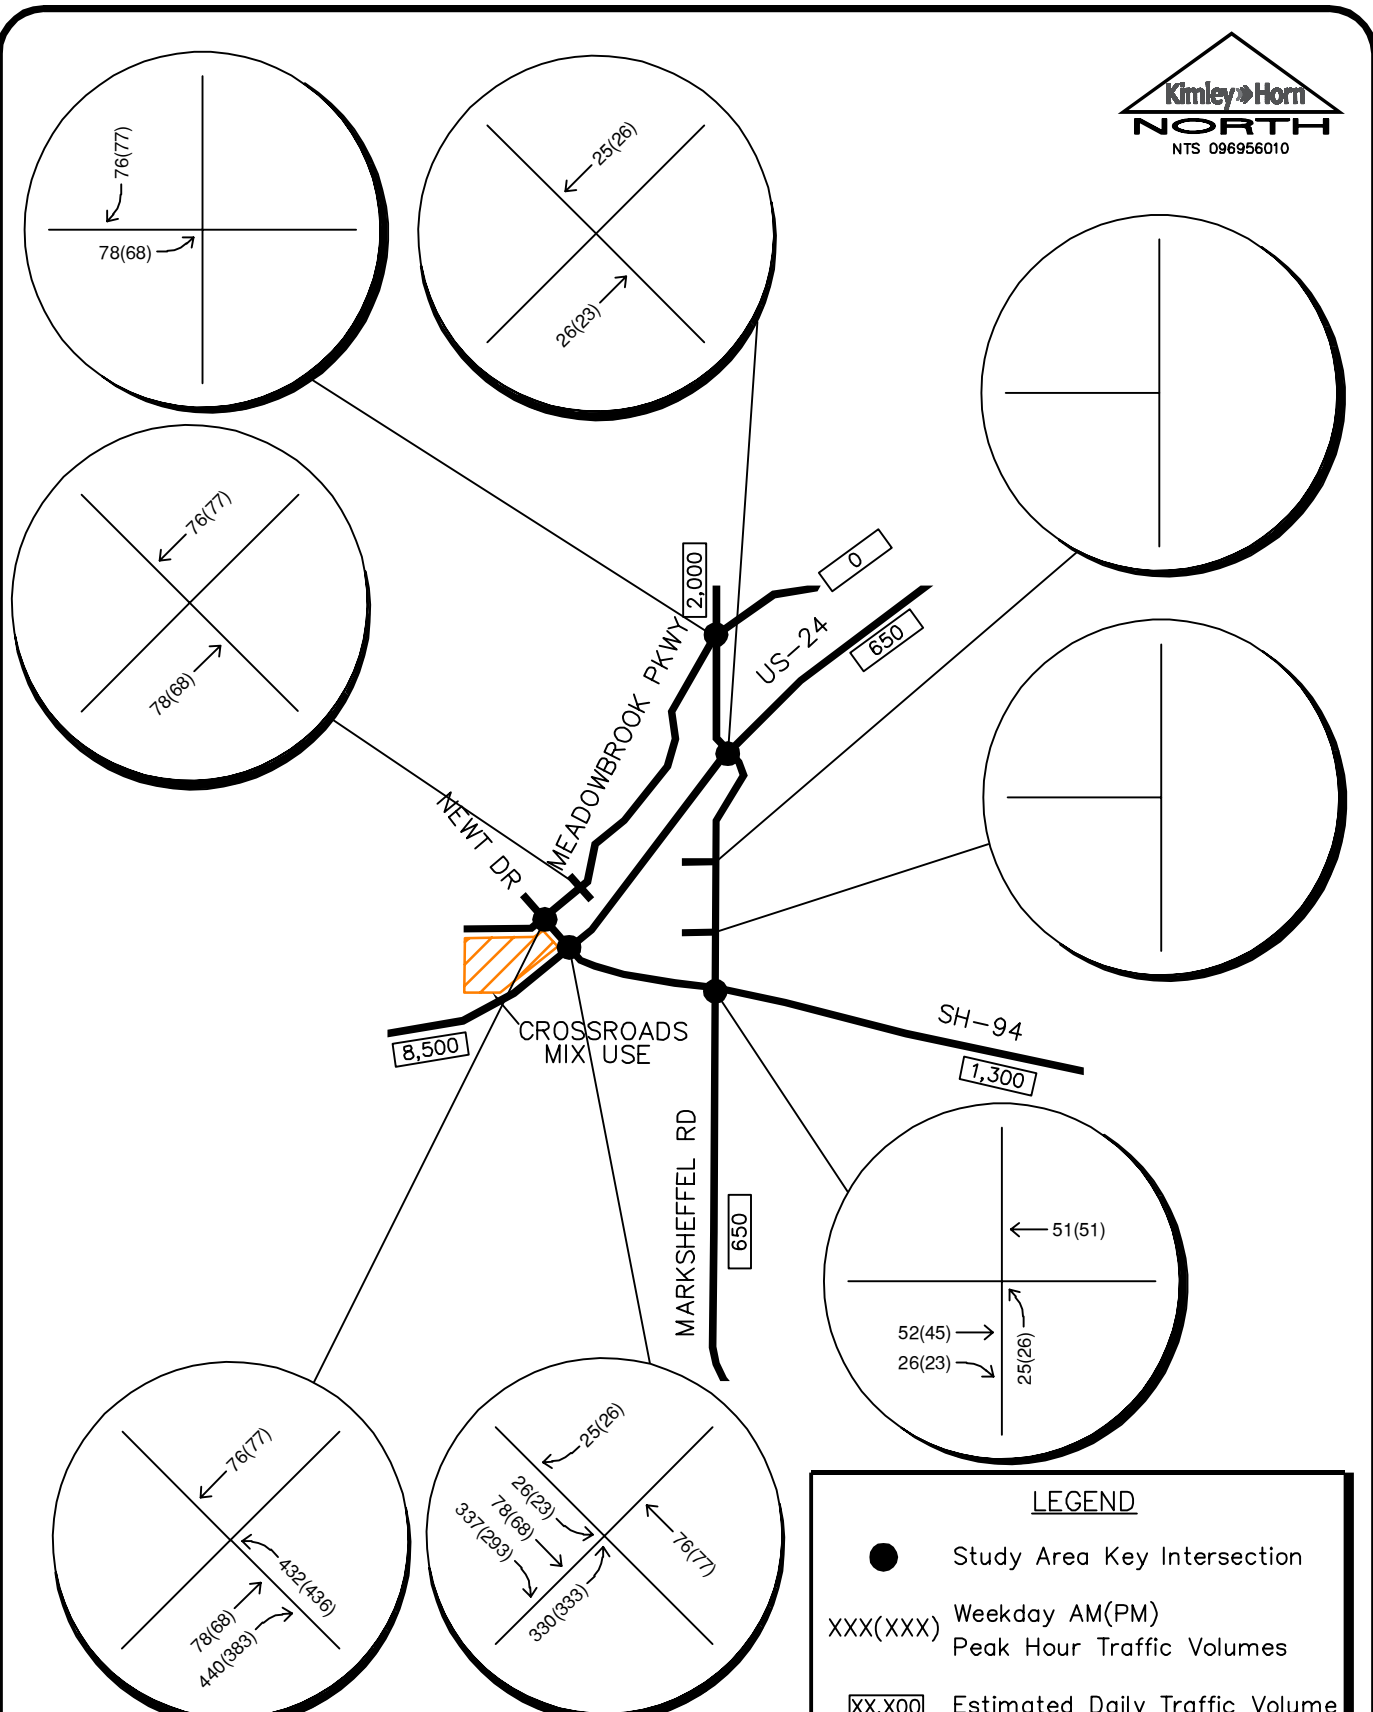 Kimley Horn
NORTH
NTS 096956010
76(77)
78(68)
25(26)
26(23)
76(77)
78(68)
2,000
0
US-24
650
MEADOWBROOK PKWY
NEWT DR
CROSSROADS
MIX USE
8,500
SH-94
1,300
MARKSHEFFEL RD
650
51(51)
52(45)
26(23)
25(26)
76(77)
432(436)
78(68)
440(383)
25(26)
26(23)
78(68)
337(293)
76(77)
330(333)
LEGEND
Study Area Key Intersection
XXX(XXX) Weekday AM(PM)
Peak Hour Traffic Volumes
XX,X00 Estimated Daily Traffic Volume